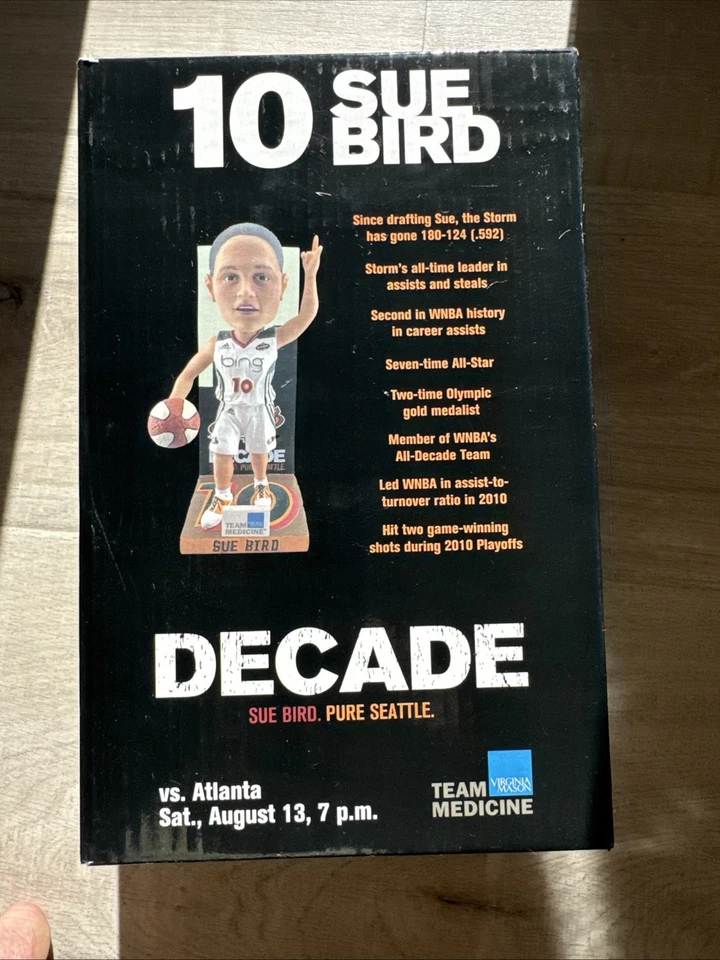 10 SUE
BIRD
Since drafting Sue, the Storm
has gone 180-124 (.592)
Storm's all-time leader in
assists and steals
Second in WNBA history
in career assists
Seven-time All-Star
Two-time Olympic
gold medalist
Member of WNBA's
All-Decade Team
Led WNBA in assist-to-
turnover ratio in 2010
Hit two game-winning
shots during 2010 Playoffs
bing
10
DECADE
10
TEAM
MEDICINE
SUE BIRD
DECADE
SUE BIRD. PURE SEATTLE.
vs. Atlanta
Sat., August 13, 7 p.m.
TEAM VIRGINIA
MASON
MEDICINE